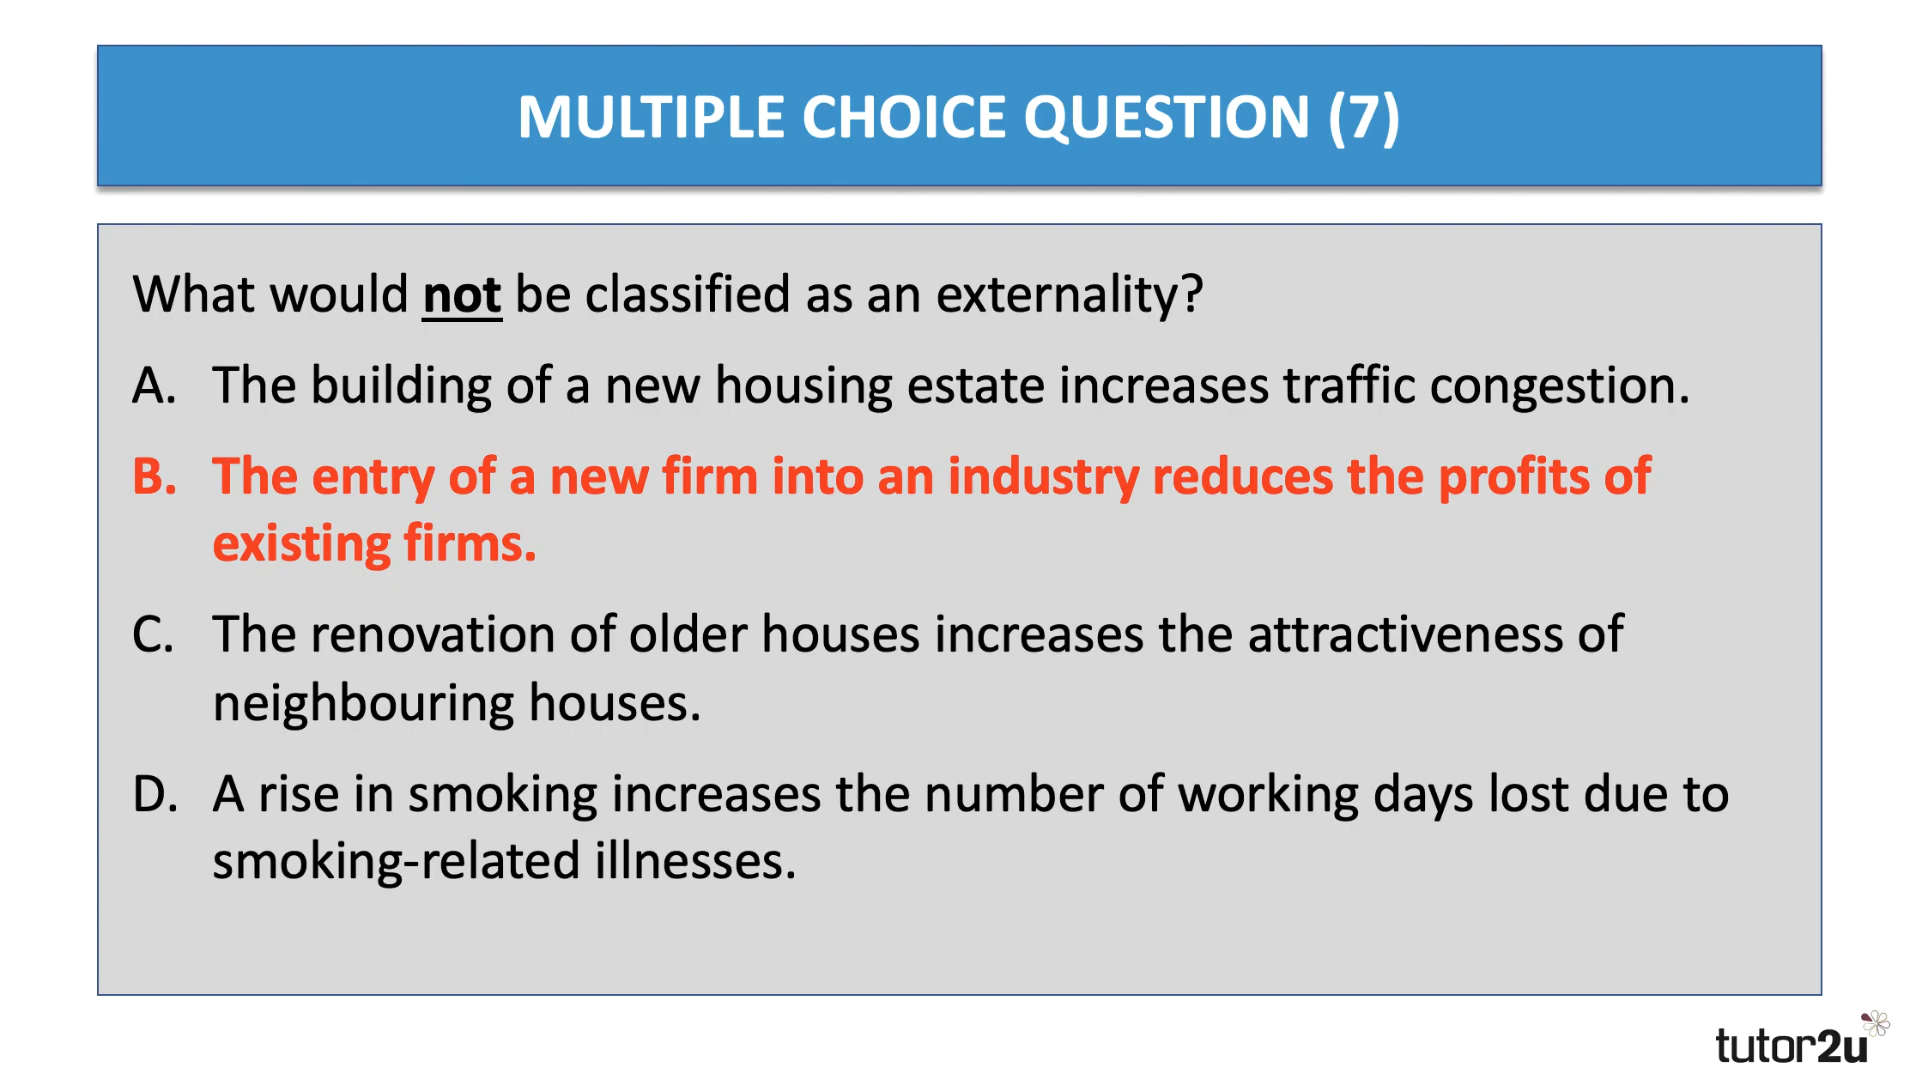 MULTIPLE CHOICE QUESTION (7)
What would not be classified as an externality?
A. The building of a new housing estate increases traffic congestion.
B. The entry of a new firm into an industry reduces the profits of
existing firms.
C. The renovation of older houses increases the attractiveness of
neighbouring houses.
D. A rise in smoking increases the number of working days lost due to
smoking-related illnesses.
tutor2u